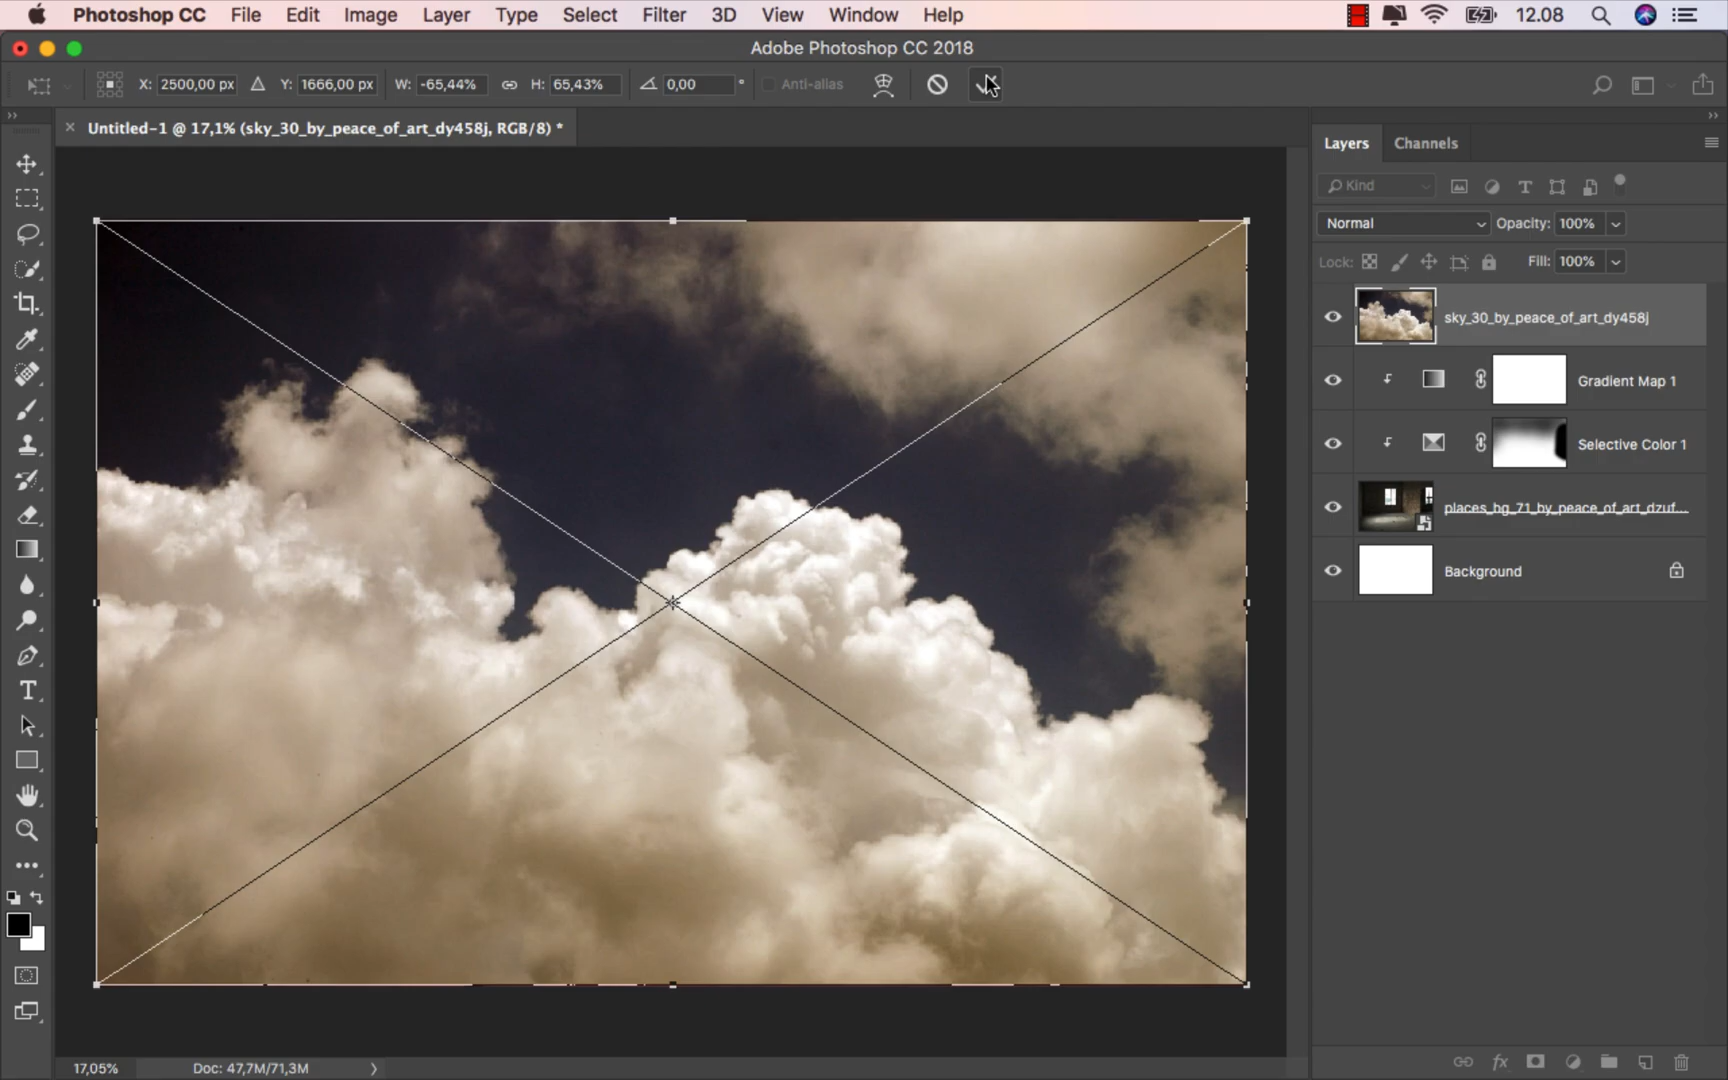 Photoshop CC File Edit Image Layer Type Select Filter 3D View Window Help 12.08
Adobe Photoshop CC 2018
X: 2500,00 px Y: 1666,00 px W: -65,44% H: 65,43% 0,00 ° Anti-alias
Untitled-1 @ 17,1% (sky_30_by_peace_of_art_dy458j, RGB/8) *
Layers Channels
Kind
Normal Opacity: 100%
Lock: Fill: 100%
sky_30_by_peace_of_art_dy458j
Gradient Map 1
Selective Color 1
places_bg_71_by_peace_of_art_dzuf...
Background
17,05% Doc: 47,7M/71,3M